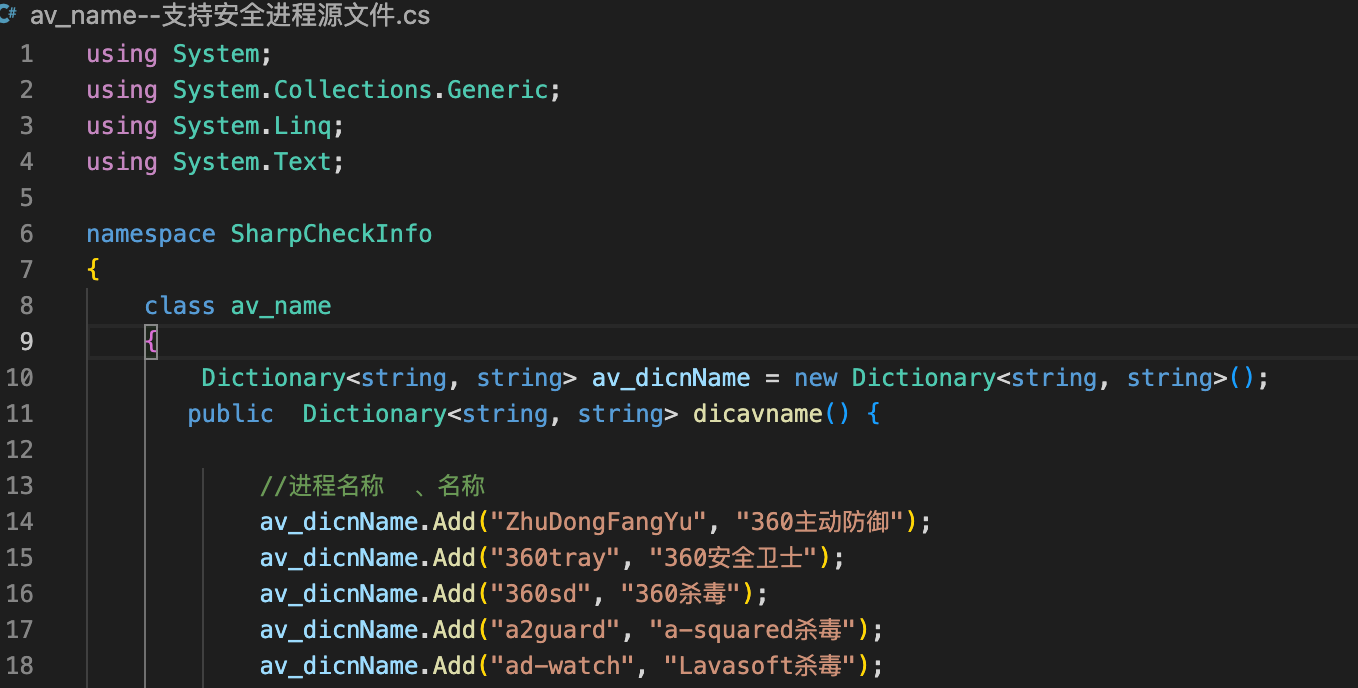 av_name--支持安全进程源文件.cs
1 using System;
2 using System.Collections.Generic;
3 using System.Linq;
4 using System.Text;
5
6 namespace SharpCheckInfo
7 {
8 class av_name
9 {
10 Dictionary<string, string> av_dicnName = new Dictionary<string, string>();
11 public  Dictionary<string, string> dicavname() {
12
13 //进程名称  、名称
14 av_dicnName.Add("ZhuDongFangYu", "360主动防御");
15 av_dicnName.Add("360tray", "360安全卫士");
16 av_dicnName.Add("360sd", "360杀毒");
17 av_dicnName.Add("a2guard", "a-squared杀毒");
18 av_dicnName.Add("ad-watch", "Lavasoft杀毒");